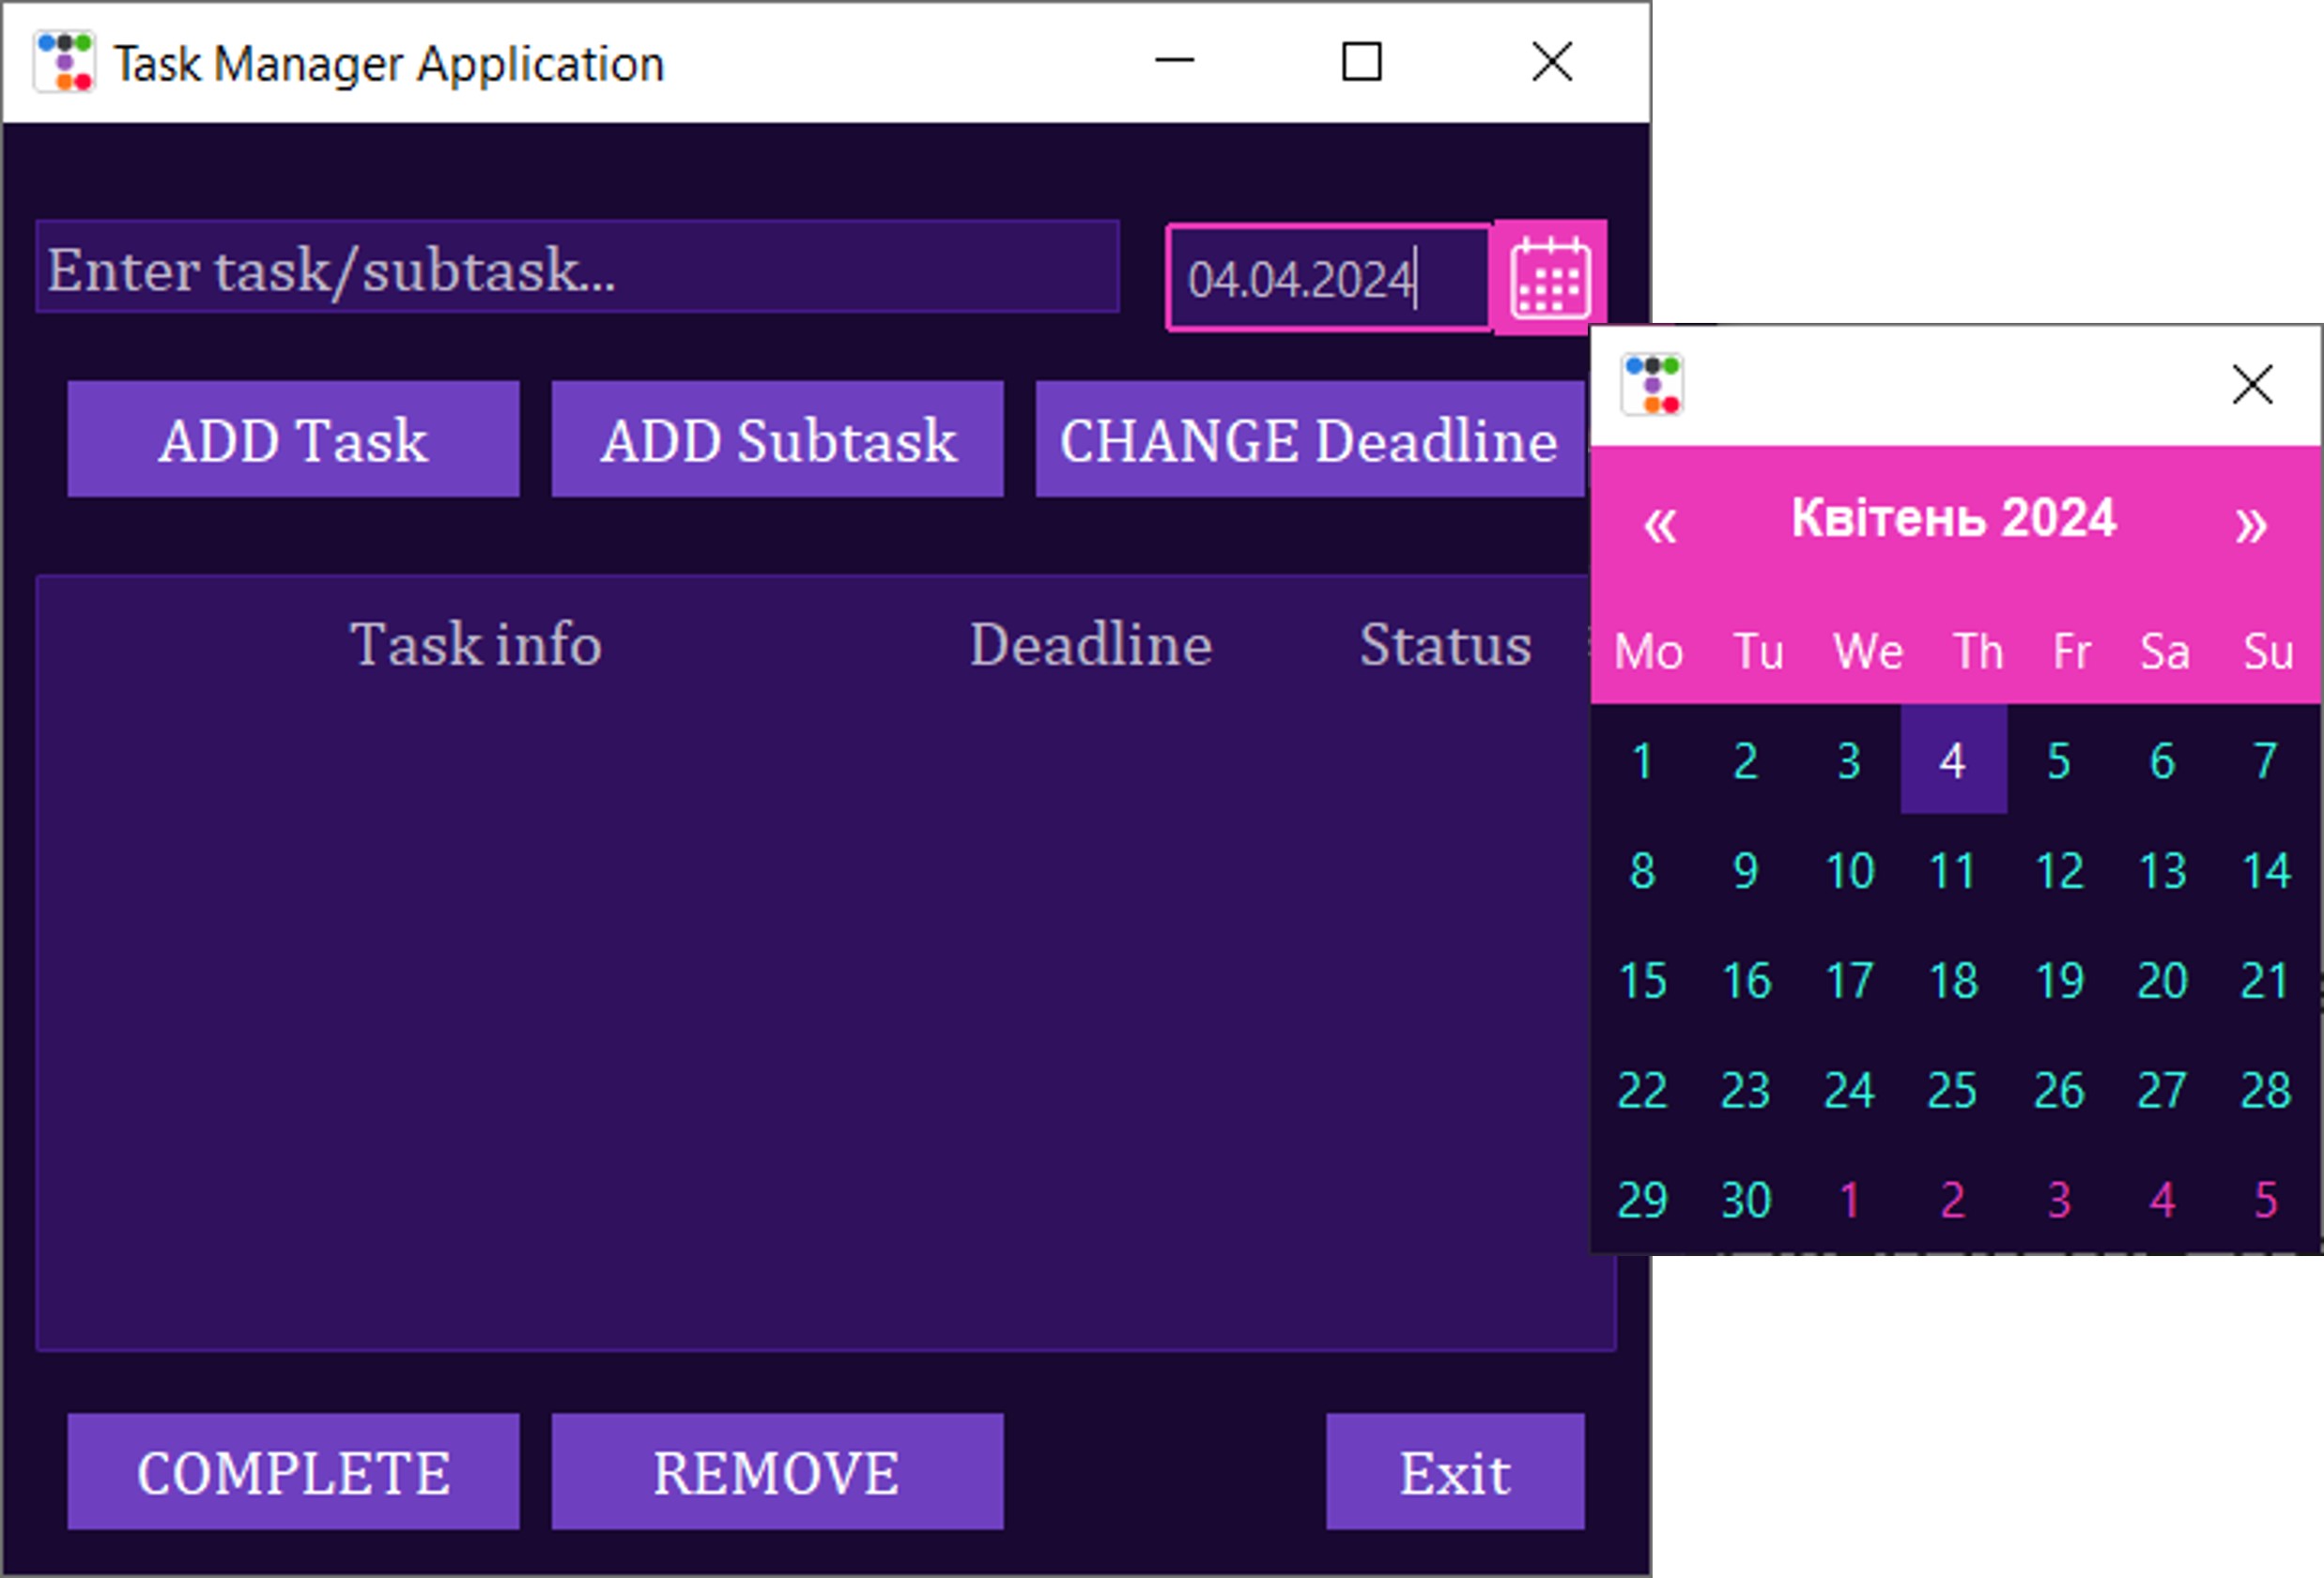 Task Manager Application
Enter task/subtask...
04.04.2024
ADD Task ADD Subtask CHANGE Deadline
Task info Deadline Status
COMPLETE REMOVE Exit
« Квітень 2024 »
Mo Tu We Th Fr Sa Su
1 2 3 4 5 6 7
8 9 10 11 12 13 14
15 16 17 18 19 20 21
22 23 24 25 26 27 28
29 30 1 2 3 4 5